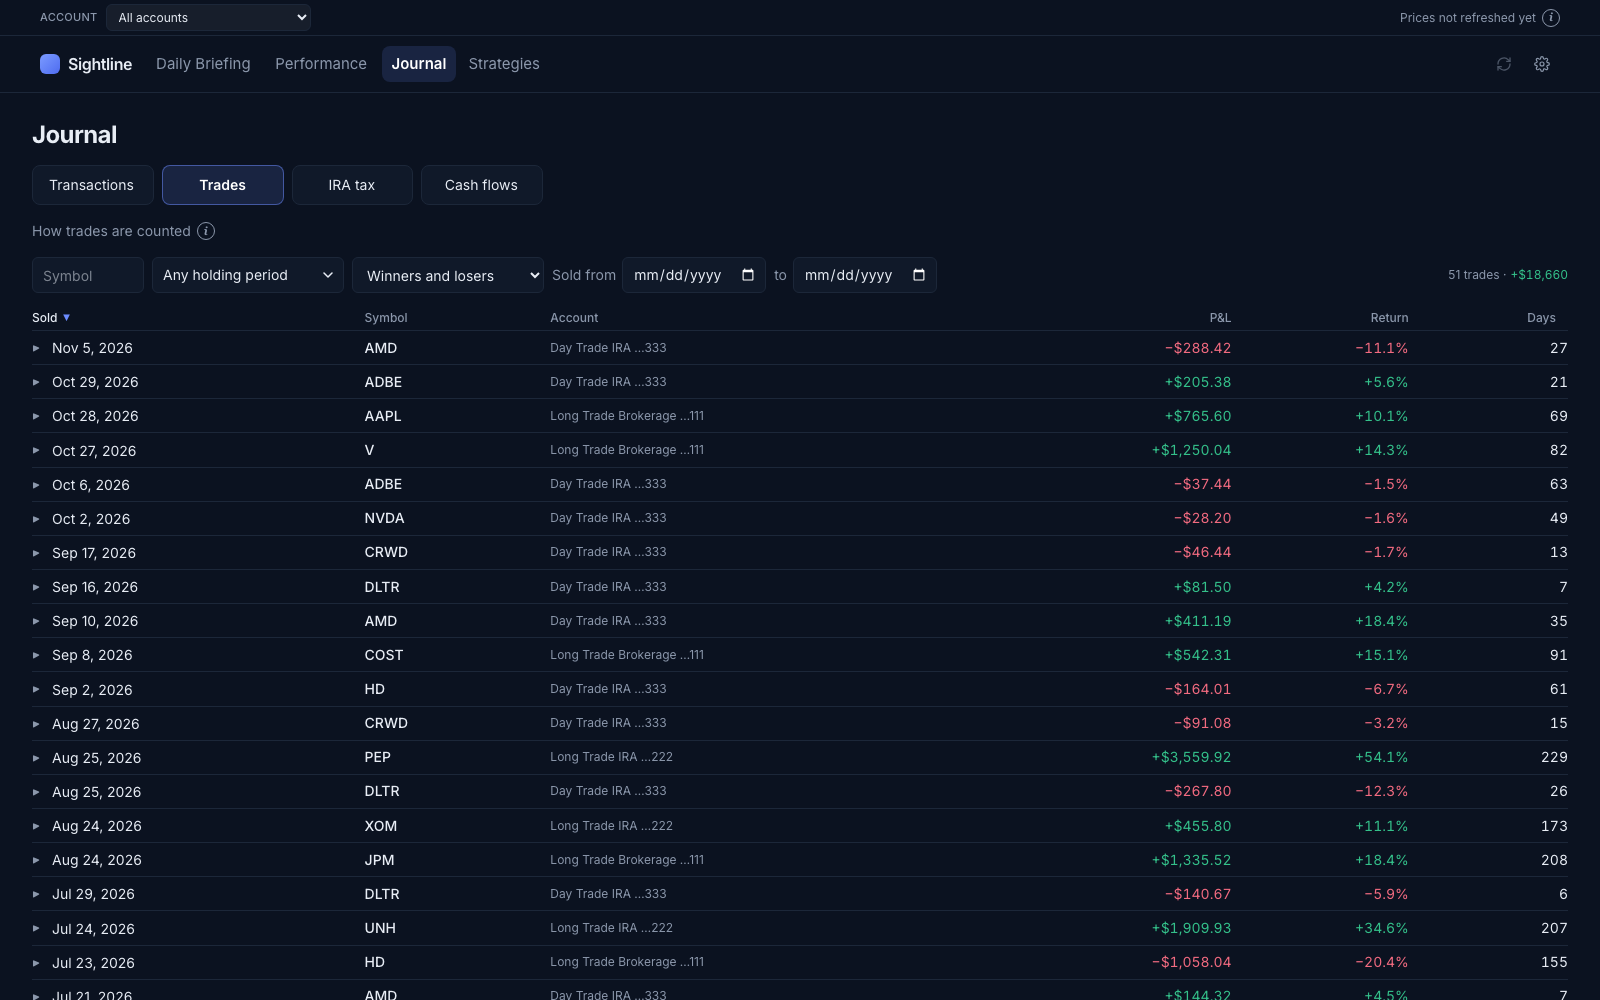 ACCOUNT All accounts Prices not refreshed yet i
Sightline Daily Briefing Performance Journal Strategies
Journal
Transactions Trades IRA tax Cash flows
How trades are counted i
Symbol Any holding period Winners and losers Sold from mm/dd/yyyy to mm/dd/yyyy 51 trades · +$18,660
Sold ▼ Symbol Account P&L Return Days
▸ Nov 5, 2026 AMD Day Trade IRA ...333 −$288.42 −11.1% 27
▸ Oct 29, 2026 ADBE Day Trade IRA ...333 +$205.38 +5.6% 21
▸ Oct 28, 2026 AAPL Long Trade Brokerage ...111 +$765.60 +10.1% 69
▸ Oct 27, 2026 V Long Trade Brokerage ...111 +$1,250.04 +14.3% 82
▸ Oct 6, 2026 ADBE Day Trade IRA ...333 −$37.44 −1.5% 63
▸ Oct 2, 2026 NVDA Day Trade IRA ...333 −$28.20 −1.6% 49
▸ Sep 17, 2026 CRWD Day Trade IRA ...333 −$46.44 −1.7% 13
▸ Sep 16, 2026 DLTR Day Trade IRA ...333 +$81.50 +4.2% 7
▸ Sep 10, 2026 AMD Day Trade IRA ...333 +$411.19 +18.4% 35
▸ Sep 8, 2026 COST Long Trade Brokerage ...111 +$542.31 +15.1% 91
▸ Sep 2, 2026 HD Day Trade IRA ...333 −$164.01 −6.7% 61
▸ Aug 27, 2026 CRWD Day Trade IRA ...333 −$91.08 −3.2% 15
▸ Aug 25, 2026 PEP Long Trade IRA ...222 +$3,559.92 +54.1% 229
▸ Aug 25, 2026 DLTR Day Trade IRA ...333 −$267.80 −12.3% 26
▸ Aug 24, 2026 XOM Long Trade IRA ...222 +$455.80 +11.1% 173
▸ Aug 24, 2026 JPM Long Trade Brokerage ...111 +$1,335.52 +18.4% 208
▸ Jul 29, 2026 DLTR Day Trade IRA ...333 −$140.67 −5.9% 6
▸ Jul 24, 2026 UNH Long Trade IRA ...222 +$1,909.93 +34.6% 207
▸ Jul 23, 2026 HD Long Trade Brokerage ...111 −$1,058.04 −20.4% 155
▸ Jul 21, 2026 AMD Day Trade IRA ...333 +$144.32 +4.5% 7